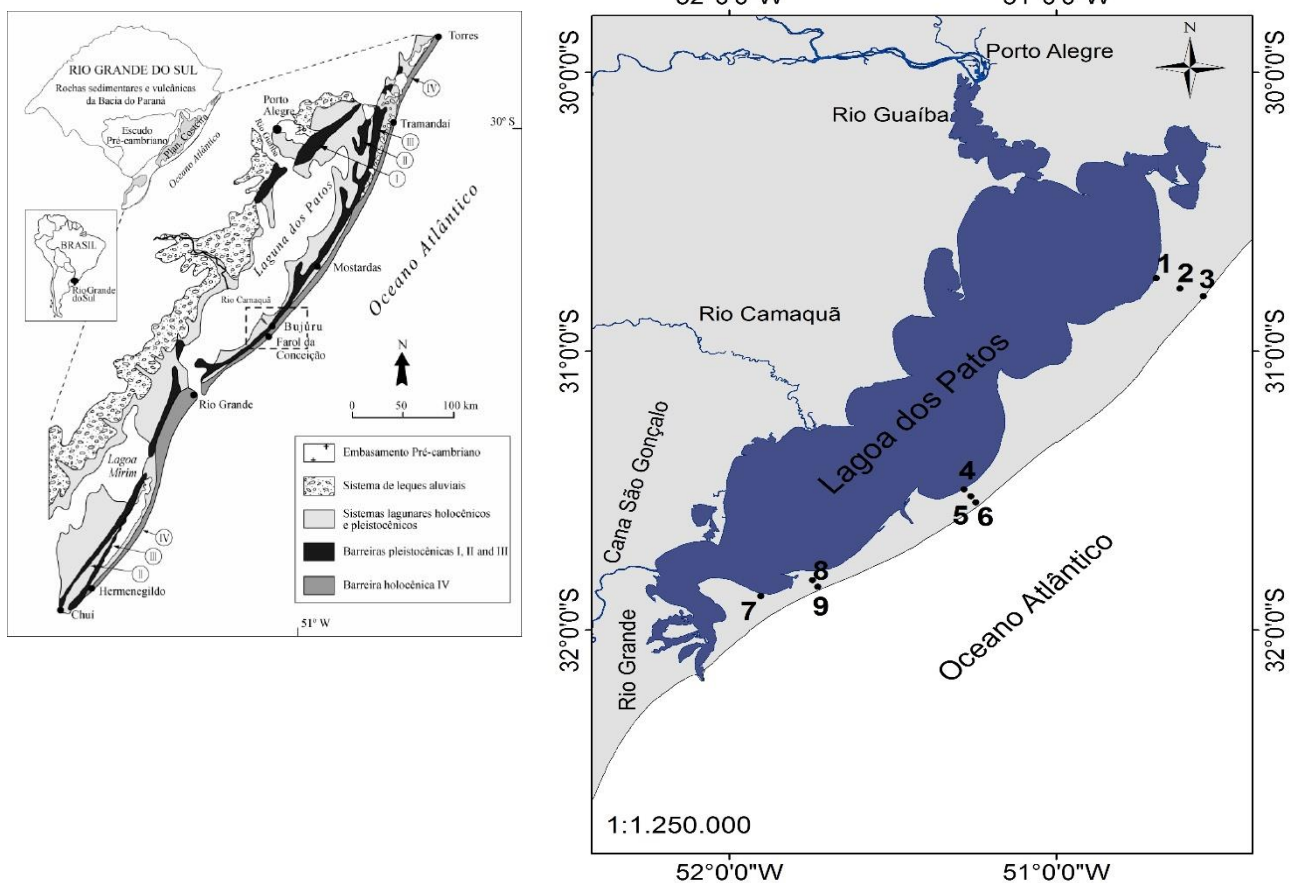 Torres
RIO GRANDE DO SUL
Rochas sedimentares e vulcânicas
da Bacia do Paraná
Escudo
Pré-cambriano
Plan. Costeira
Oceano Atlântico
Porto
Alegre
Rio Guaíba
IV
Tramandaí
30° S
III
II
I
BRASIL
Rio Grande
do Sul
Laguna dos Patos
Oceano Atlântico
Mostardas
Rio Camaquã
Bujúru
Farol da
Conceição
N
Rio Grande
0 50 100 km
Lagoa
Mirim
IV
III
II
Hermenegildo
Chuí
51° W
Embasamento Pré-cambriano
Sistema de leques aluviais
Sistemas lagunares holocênicos
e pleistocênicos
Barreiras pleistocênicas I, II and III
Barreira holocênica IV
52°0'0"W
51°0'0"W
Porto Alegre
N
30°0'0"S
30°0'0"S
Rio Guaíba
1
2
3
Rio Camaquã
31°0'0"S
31°0'0"S
Lagoa dos Patos
Cana São Gonçalo
4
5
6
Oceano Atlântico
8
7
9
32°0'0"S
32°0'0"S
Rio Grande
1:1.250.000
52°0'0"W
51°0'0"W